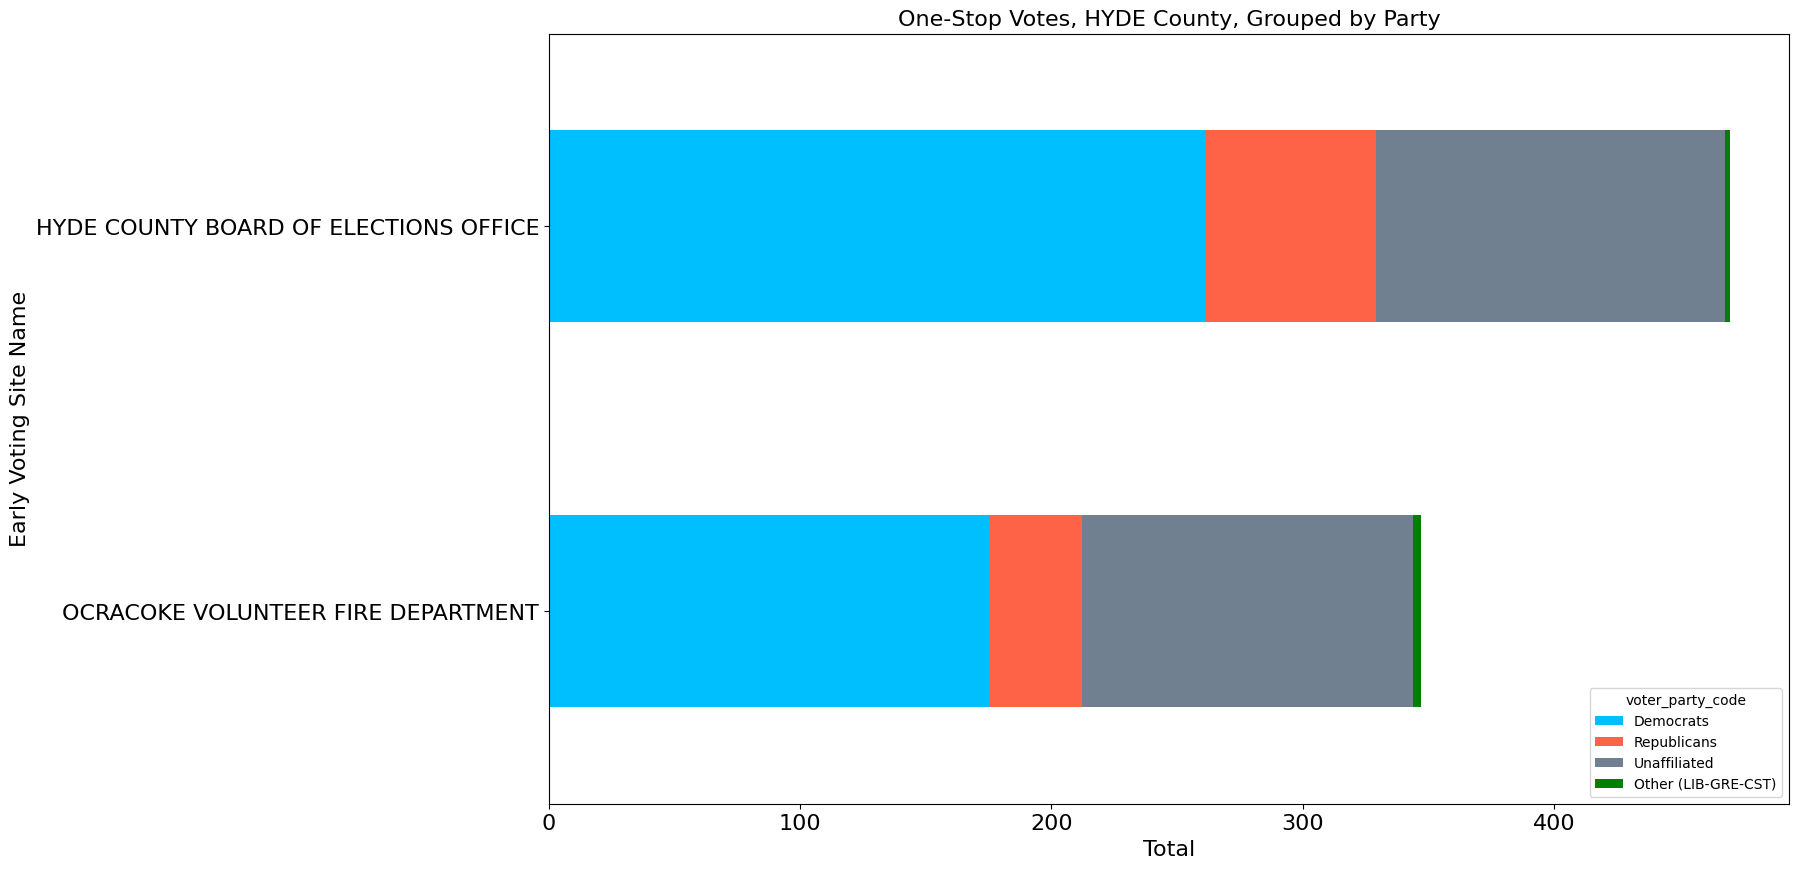 One-Stop Votes, HYDE County, Grouped by Party
Early Voting Site Name
HYDE COUNTY BOARD OF ELECTIONS OFFICE
OCRACOKE VOLUNTEER FIRE DEPARTMENT
voter_party_code
Democrats
Republicans
Unaffiliated
Other (LIB-GRE-CST)
0 100 200 300 400
Total